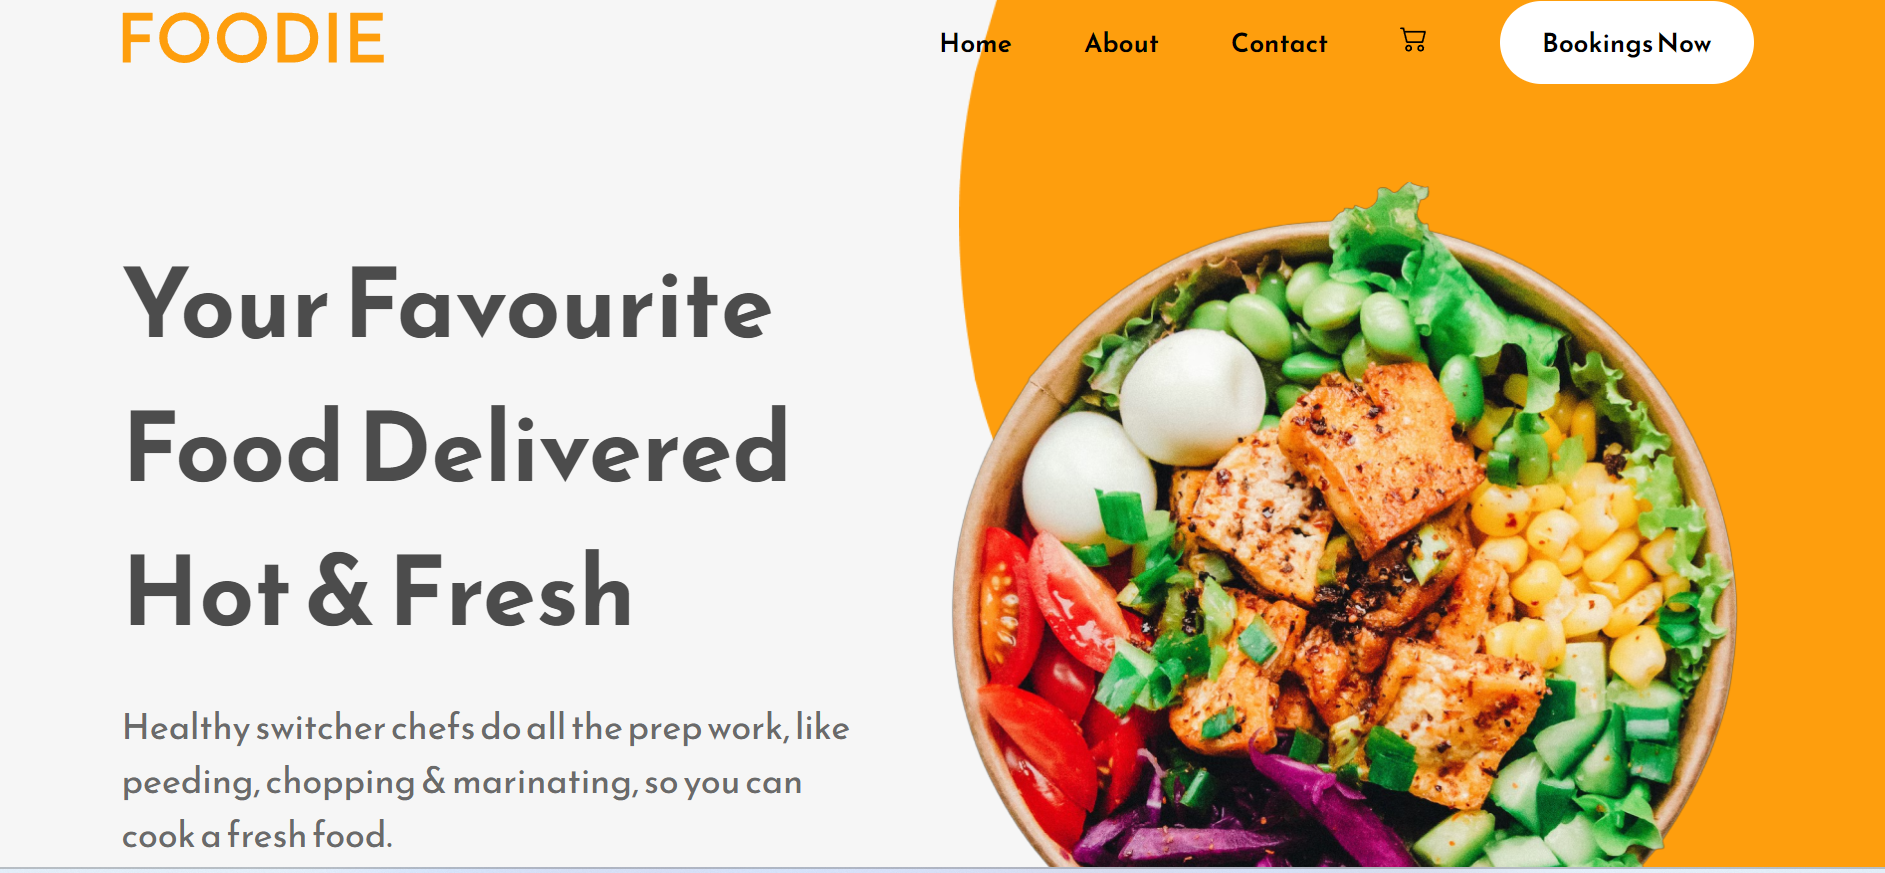 FOODIE
Home About Contact Bookings Now
Your Favourite
Food Delivered
Hot & Fresh
Healthy switcher chefs do all the prep work, like
peeding, chopping & marinating, so you can
cook a fresh food.